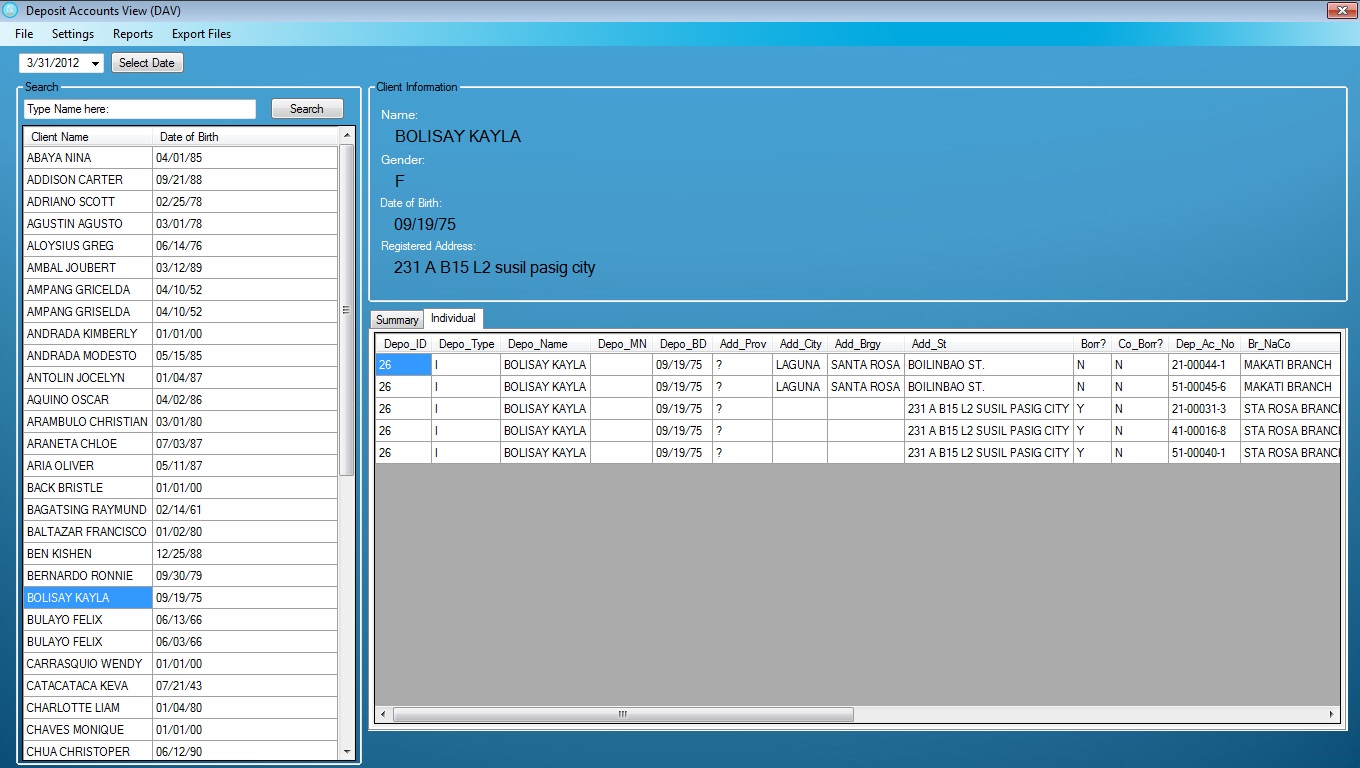 Deposit Accounts View (DAV)
File Settings Reports Export Files
3/31/2012 Select Date
Search
Type Name here: Search
Client Name Date of Birth
ABAYA NINA 04/01/85
ADDISON CARTER 09/21/88
ADRIANO SCOTT 02/25/78
AGUSTIN AGUSTO 03/01/78
ALOYSIUS GREG 06/14/76
AMBAL JOUBERT 03/12/89
AMPANG GRICELDA 04/10/52
AMPANG GRISELDA 04/10/52
ANDRADA KIMBERLY 01/01/00
ANDRADA MODESTO 05/15/85
ANTOLIN JOCELYN 01/04/87
AQUINO OSCAR 04/02/86
ARAMBULO CHRISTIAN 03/01/80
ARANETA CHLOE 07/03/87
ARIA OLIVER 05/11/87
BACK BRISTLE 01/01/00
BAGATSING RAYMUND 02/14/61
BALTAZAR FRANCISCO 01/02/80
BEN KISHEN 12/25/88
BERNARDO RONNIE 09/30/79
BOLISAY KAYLA 09/19/75
BULAYO FELIX 06/13/66
BULAYO FELIX 06/03/66
CARRASQUIO WENDY 01/01/00
CATACATACA KEVA 07/21/43
CHARLOTTE LIAM 01/04/80
CHAVES MONIQUE 01/01/00
CHUA CHRISTOPER 06/12/90
Client Information
Name:
BOLISAY KAYLA
Gender:
F
Date of Birth:
09/19/75
Registered Address:
231 A B15 L2 susil pasig city
Summary Individual
Depo_ID Depo_Type Depo_Name Depo_MN Depo_BD Add_Prov Add_City Add_Brgy Add_St Borr? Co_Borr? Dep_Ac_No Br_NaCo
26 I BOLISAY KAYLA 09/19/75 ? LAGUNA SANTA ROSA BOILINBAO ST. N N 21-00044-1 MAKATI BRANCH
26 I BOLISAY KAYLA 09/19/75 ? LAGUNA SANTA ROSA BOILINBAO ST. N N 51-00045-6 MAKATI BRANCH
26 I BOLISAY KAYLA 09/19/75 ? 231 A B15 L2 SUSIL PASIG CITY Y N 21-00031-3 STA ROSA BRANC
26 I BOLISAY KAYLA 09/19/75 ? 231 A B15 L2 SUSIL PASIG CITY Y N 41-00016-8 STA ROSA BRANC
26 I BOLISAY KAYLA 09/19/75 ? 231 A B15 L2 SUSIL PASIG CITY Y N 51-00040-1 STA ROSA BRANC